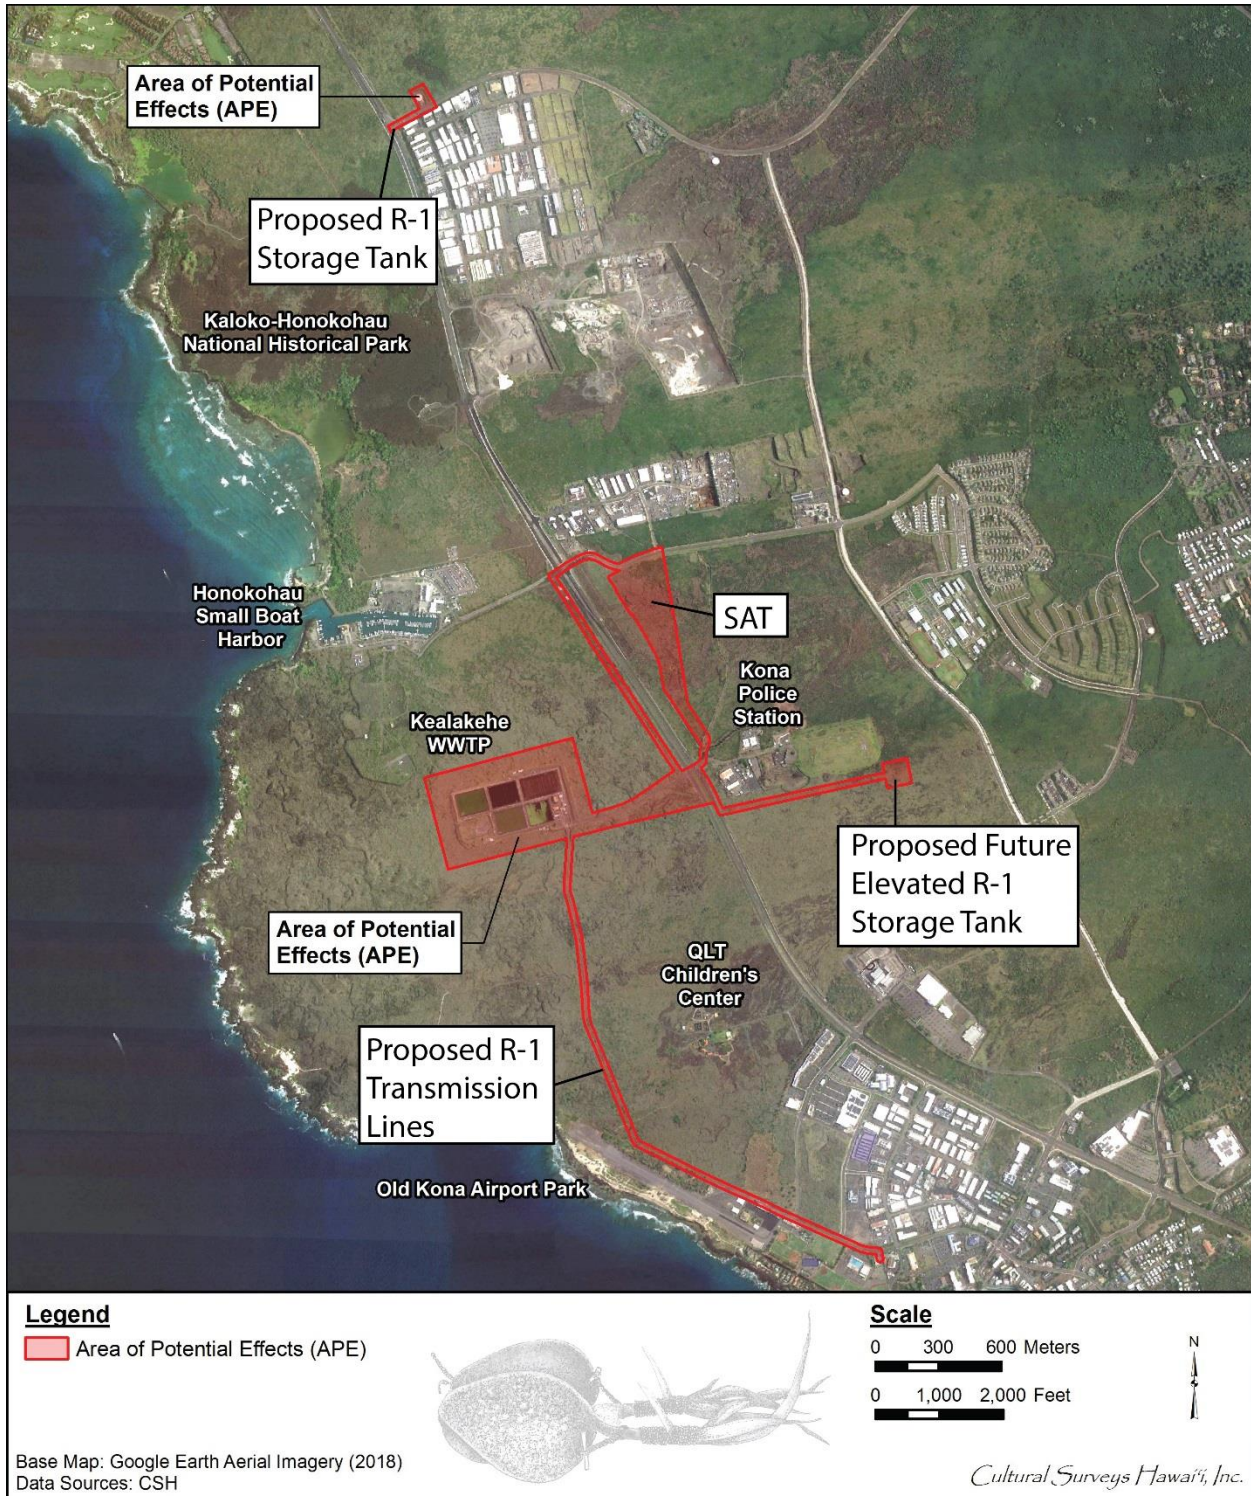 Area of Potential
Effects (APE)
Proposed R-1
Storage Tank
Kaloko-Honokohau
National Historical Park
Honokohau
Small Boat
Harbor
SAT
Kona
Police
Station
Kealakehe
WWTP
Proposed Future
Elevated R-1
Storage Tank
Area of Potential
Effects (APE)
QLT
Children's
Center
Proposed R-1
Transmission
Lines
Old Kona Airport Park
Legend
Area of Potential Effects (APE)
Scale
0 300 600 Meters
0 1,000 2,000 Feet
N
Base Map: Google Earth Aerial Imagery (2018)
Data Sources: CSH
Cultural Surveys Hawai‘i, Inc.